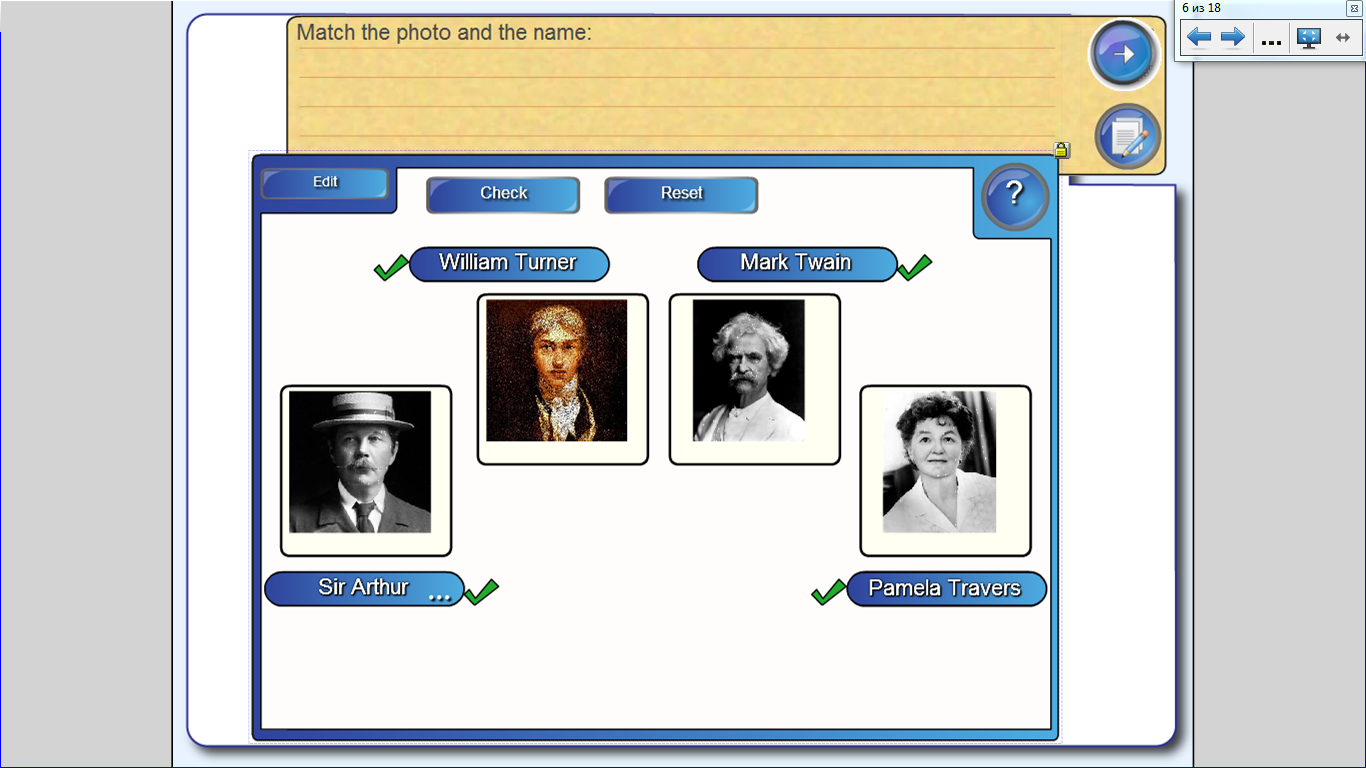 6 из 18
Match the photo and the name:
Edit
Check
Reset
?
William Turner
Mark Twain
Sir Arthur ...
Pamela Travers